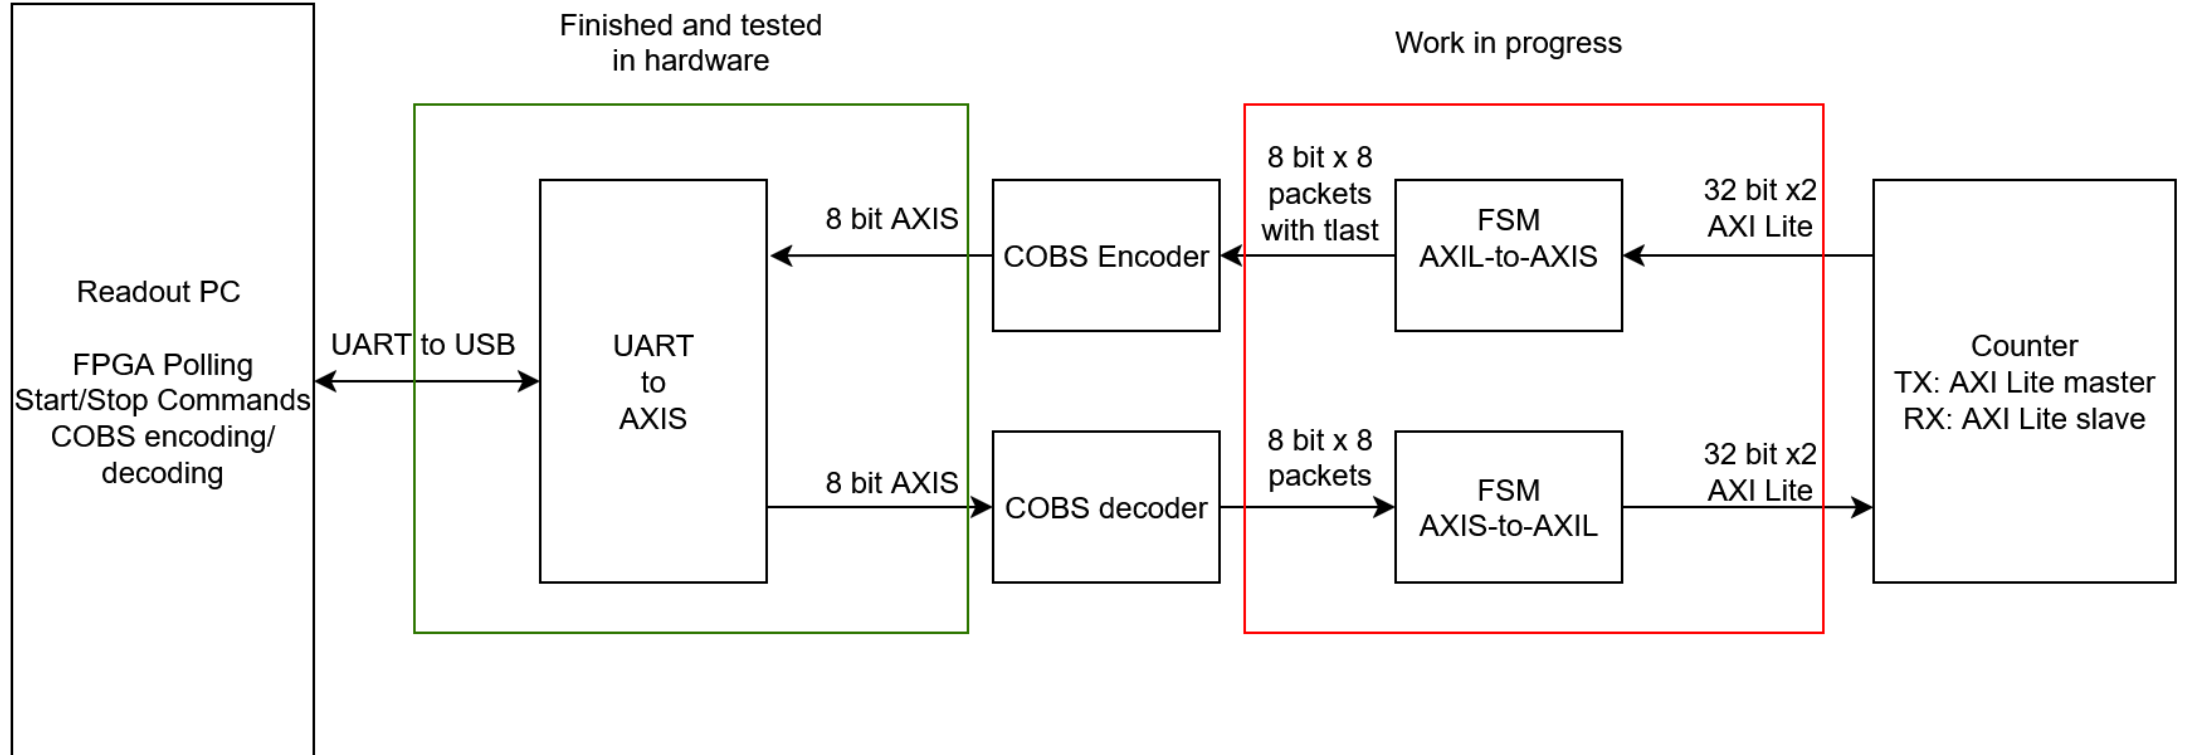 Finished and tested
in hardware
Work in progress
Readout PC
FPGA Polling
Start/Stop Commands
COBS encoding/
decoding
UART to USB
UART
to
AXIS
8 bit AXIS
8 bit AXIS
COBS Encoder
COBS decoder
8 bit x 8
packets
with tlast
8 bit x 8
packets
FSM
AXIL-to-AXIS
FSM
AXIS-to-AXIL
32 bit x2
AXI Lite
32 bit x2
AXI Lite
Counter
TX: AXI Lite master
RX: AXI Lite slave